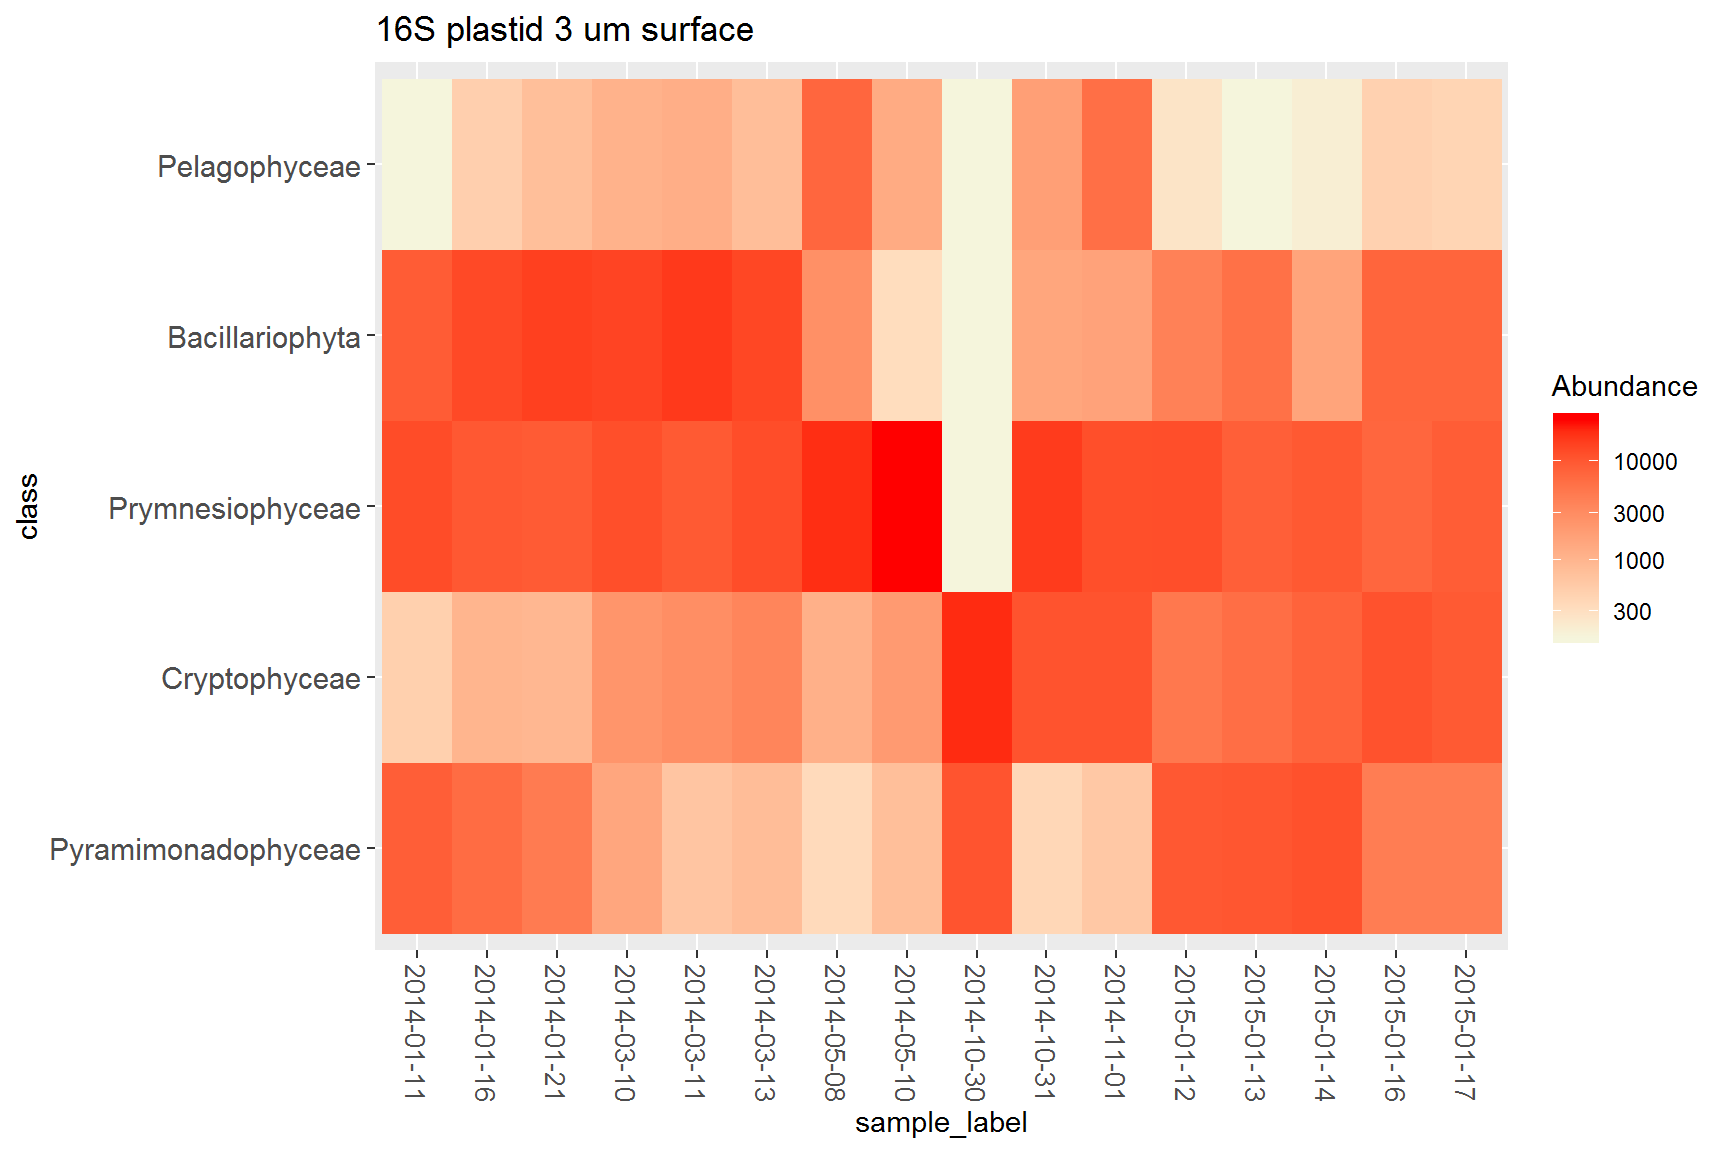 16S plastid 3 um surface
class
Pelagophyceae
Bacillariophyta
Prymnesiophyceae
Cryptophyceae
Pyramimonadophyceae
2014-01-11
2014-01-16
2014-01-21
2014-03-10
2014-03-11
2014-03-13
2014-05-08
2014-05-10
2014-10-30
2014-10-31
2014-11-01
2015-01-12
2015-01-13
2015-01-14
2015-01-16
2015-01-17
sample_label
Abundance
10000
3000
1000
300